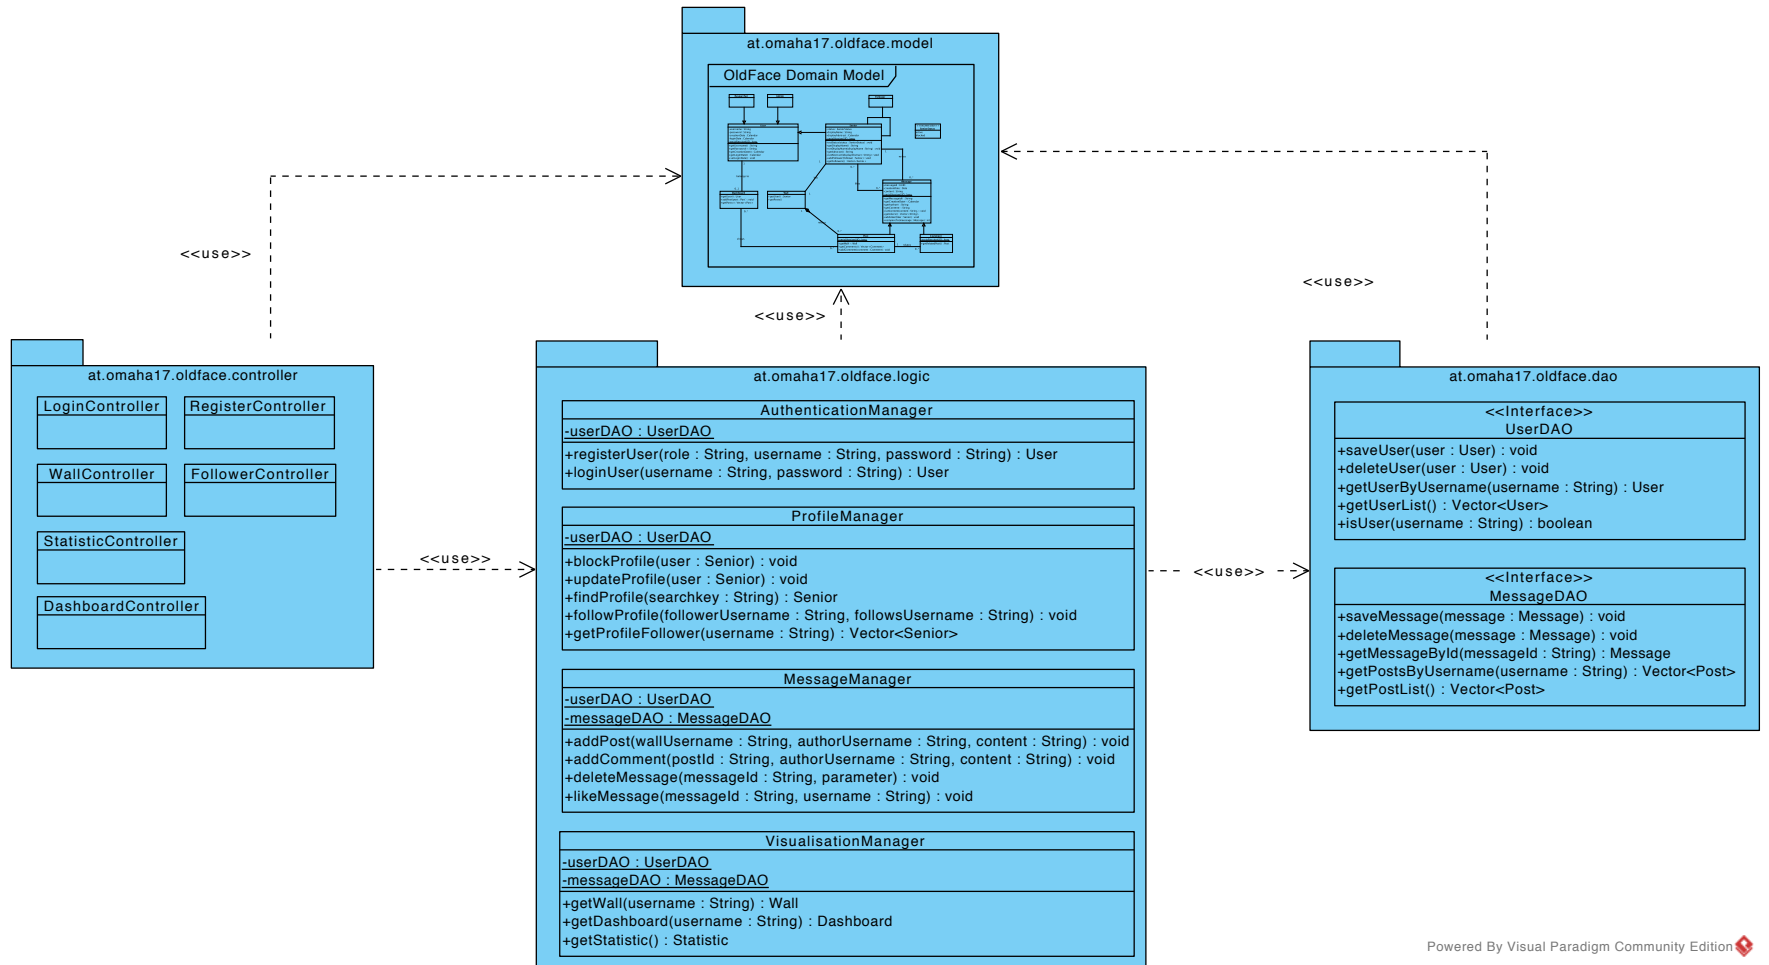 at.omaha17.oldface.model
OldFace Domain Model
<<use>>
<<use>>
<<use>>
at.omaha17.oldface.controller
LoginController
RegisterController
WallController
FollowerController
StatisticController
DashboardController
<<use>>
at.omaha17.oldface.logic
AuthenticationManager
-userDAO : UserDAO
+registerUser(role : String, username : String, password : String) : User
+loginUser(username : String, password : String) : User
ProfileManager
-userDAO : UserDAO
+blockProfile(user : Senior) : void
+updateProfile(user : Senior) : void
+findProfile(searchkey : String) : Senior
+followProfile(followerUsername : String, followsUsername : String) : void
+getProfileFollower(username : String) : Vector<Senior>
MessageManager
-userDAO : UserDAO
-messageDAO : MessageDAO
+addPost(wallUsername : String, authorUsername : String, content : String) : void
+addComment(postId : String, authorUsername : String, content : String) : void
+deleteMessage(messageId : String, parameter) : void
+likeMessage(messageId : String, username : String) : void
VisualisationManager
-userDAO : UserDAO
-messageDAO : MessageDAO
+getWall(username : String) : Wall
+getDashboard(username : String) : Dashboard
+getStatistic() : Statistic
<<use>>
at.omaha17.oldface.dao
<<Interface>>
UserDAO
+saveUser(user : User) : void
+deleteUser(user : User) : void
+getUserByUsername(username : String) : User
+getUserList() : Vector<User>
+isUser(username : String) : boolean
<<Interface>>
MessageDAO
+saveMessage(message : Message) : void
+deleteMessage(message : Message) : void
+getMessageById(messageId : String) : Message
+getPostsByUsername(username : String) : Vector<Post>
+getPostList() : Vector<Post>
Powered By Visual Paradigm Community Edition